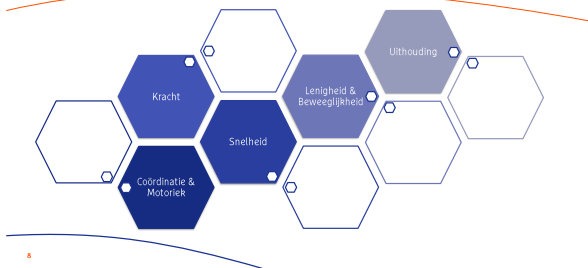 Uithouding
Lenigheid &
Beweeglijkheid
Kracht
Snelheid
Coördinatie &
Motoriek
8